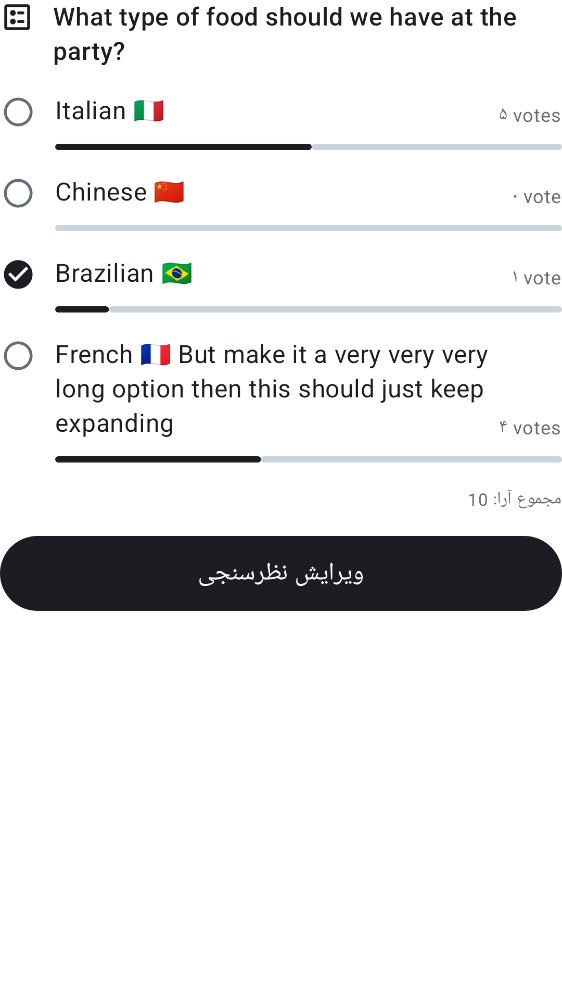 What type of food should we have at the
party?
Italian 🇮🇹
۵ votes
Chinese 🇨🇳
۰ vote
Brazilian 🇧🇷
۱ vote
French 🇫🇷 But make it a very very very
long option then this should just keep
expanding
۴ votes
مجموع آرا: 10
ویرایش نظرسنجی